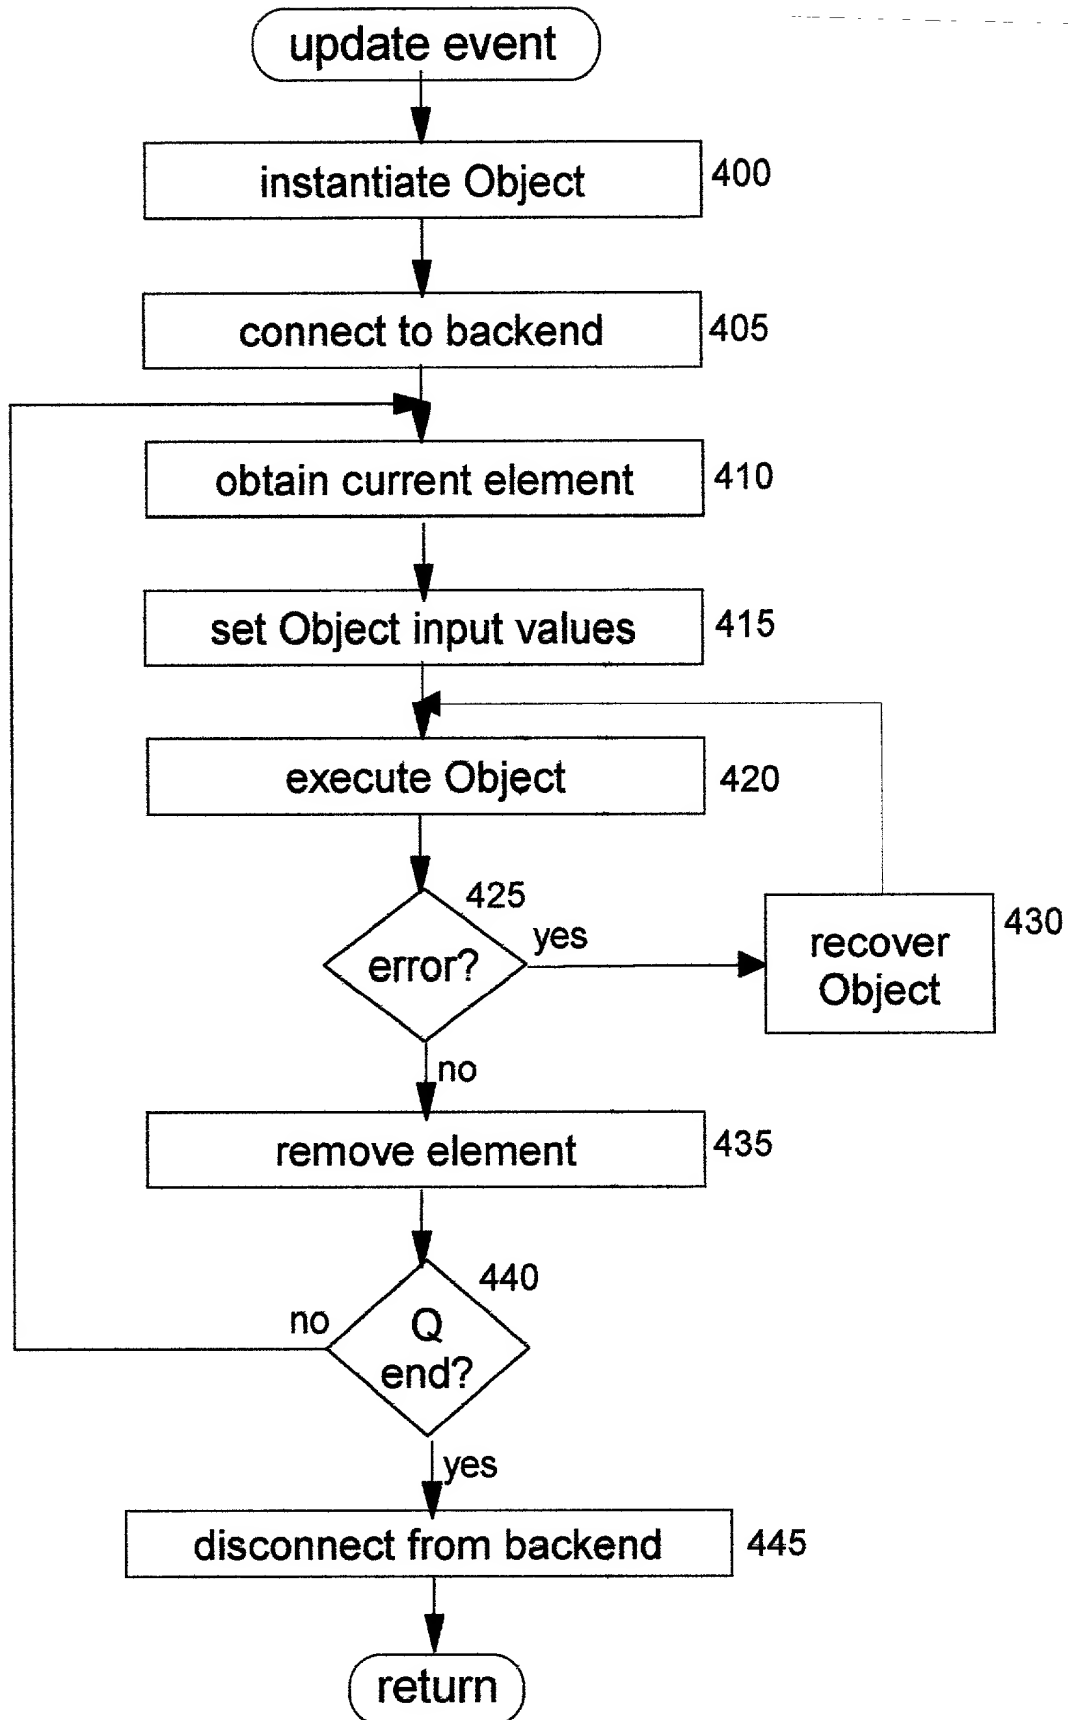 update event
instantiate Object
400
connect to backend
405
obtain current element
410
set Object input values
415
execute Object
420
425
error?
yes
recover
Object
430
no
remove element
435
440
no
Q
end?
yes
disconnect from backend
445
return